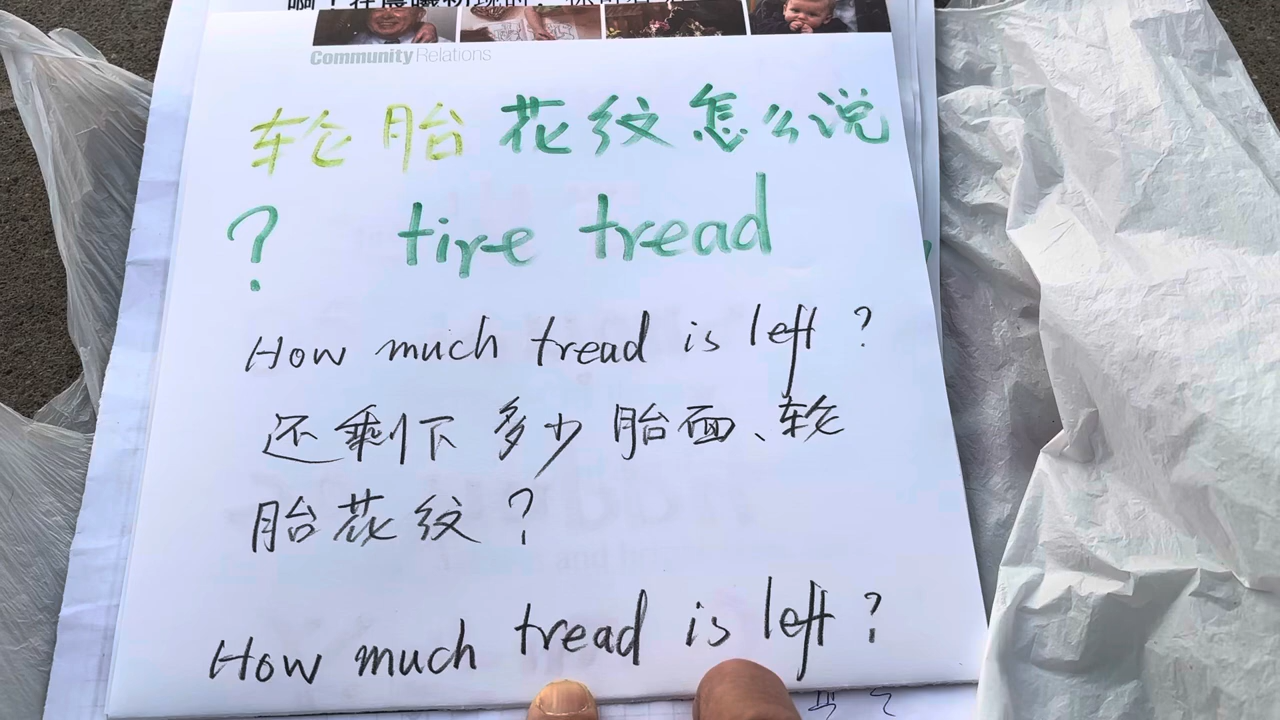 Community Relations
轮胎花纹怎么说
? tire tread
How much tread is left ?
还剩下多少胎面、轮
胎花纹?
How much tread is left ?